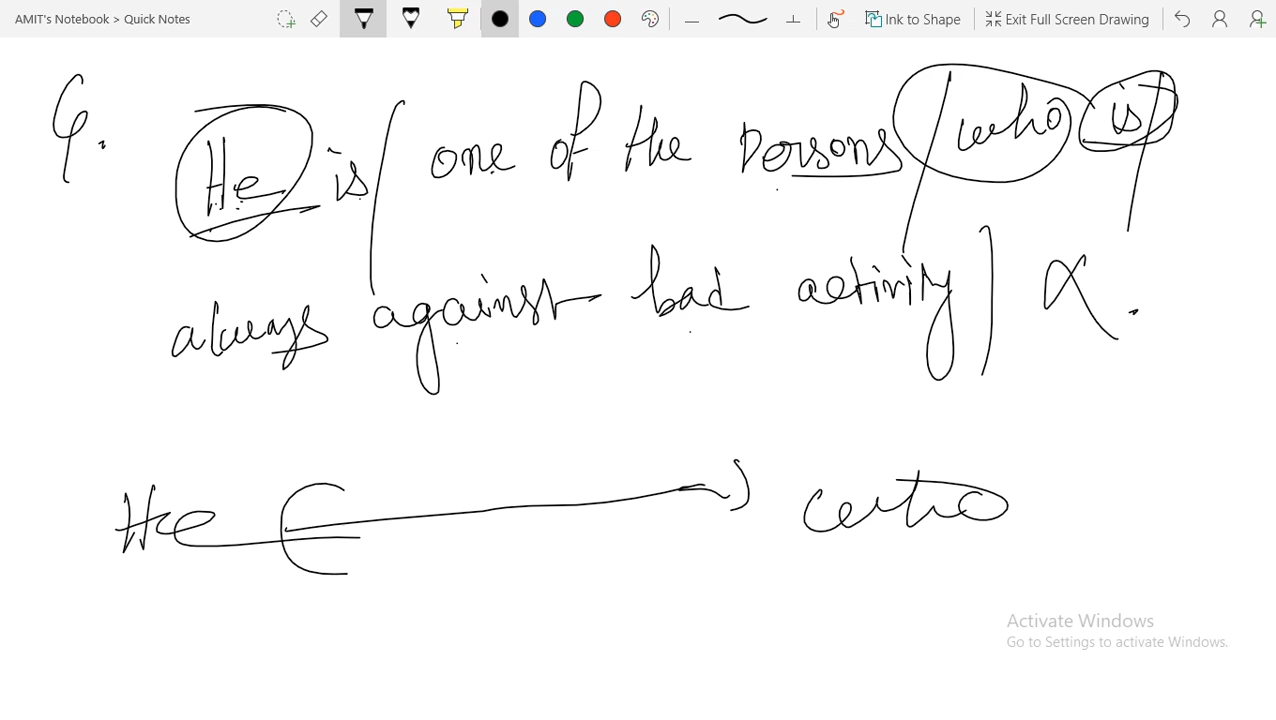 AMIT's Notebook > Quick Notes Ink to Shape Exit Full Screen Drawing
Q. He is / one of the persons / who is /
always against bad activity / α.
He who
Activate Windows
Go to Settings to activate Windows.